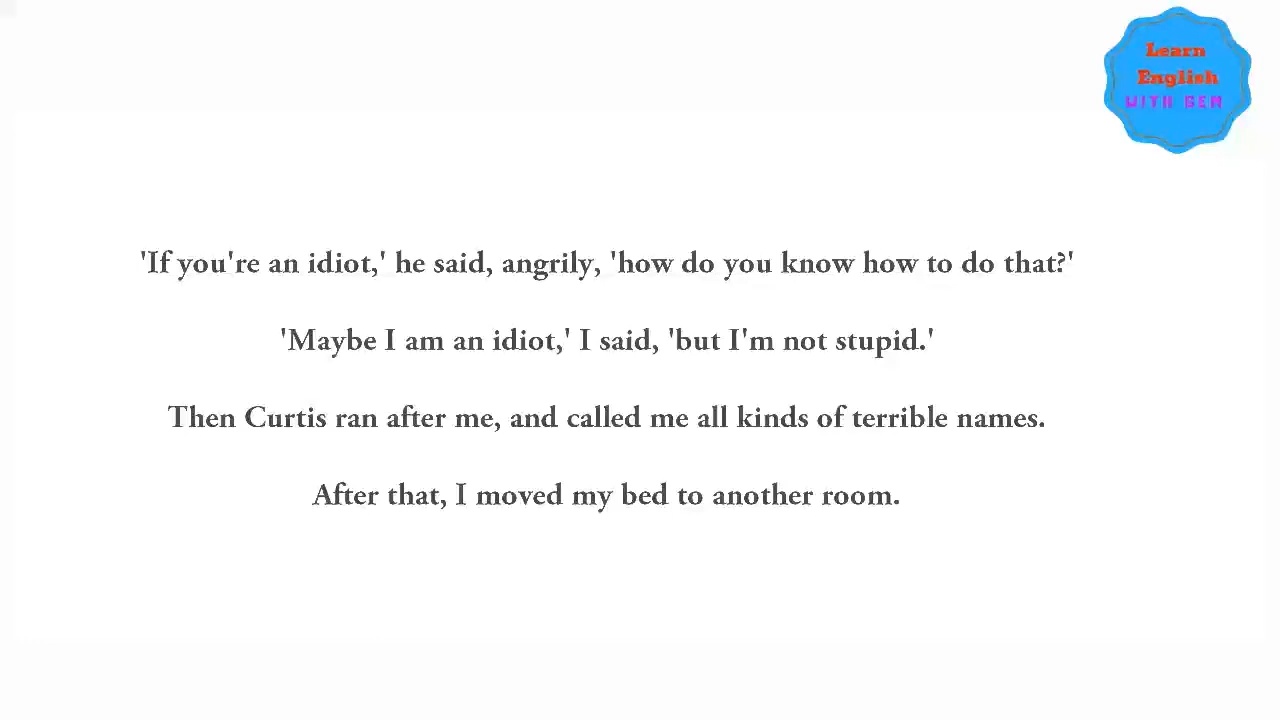 Learn
English
WITH GEM
'If you're an idiot,' he said, angrily, 'how do you know how to do that?'
'Maybe I am an idiot,' I said, 'but I'm not stupid.'
Then Curtis ran after me, and called me all kinds of terrible names.
After that, I moved my bed to another room.